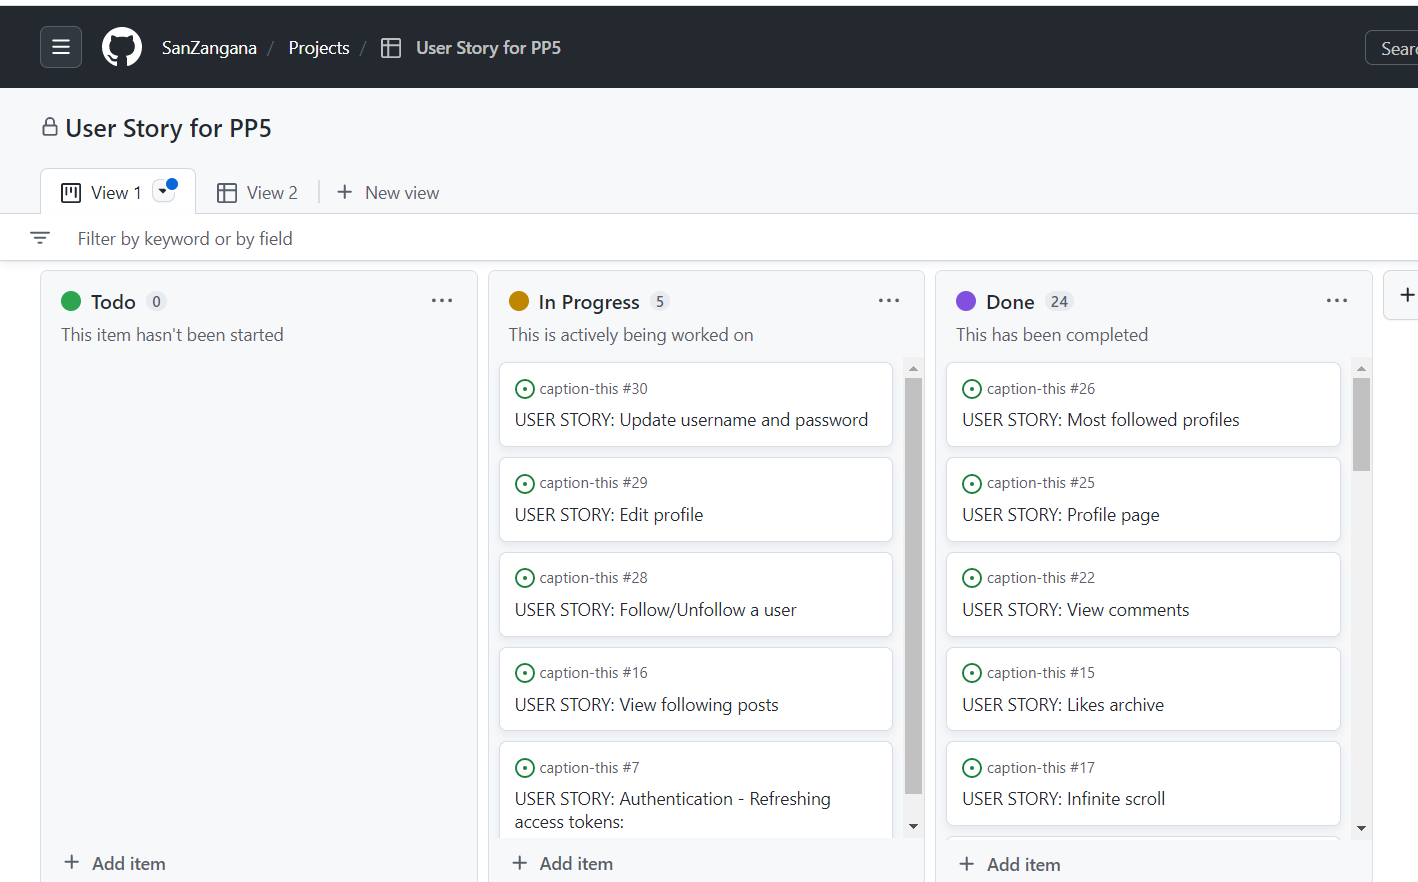 SanZangana / Projects / User Story for PP5
User Story for PP5
View 1
View 2
New view
Filter by keyword or by field
Todo 0
This item hasn't been started
Add item
In Progress 5
This is actively being worked on
caption-this #30
USER STORY: Update username and password
caption-this #29
USER STORY: Edit profile
caption-this #28
USER STORY: Follow/Unfollow a user
caption-this #16
USER STORY: View following posts
caption-this #7
USER STORY: Authentication - Refreshing
access tokens:
Add item
Done 24
This has been completed
caption-this #26
USER STORY: Most followed profiles
caption-this #25
USER STORY: Profile page
caption-this #22
USER STORY: View comments
caption-this #15
USER STORY: Likes archive
caption-this #17
USER STORY: Infinite scroll
Add item